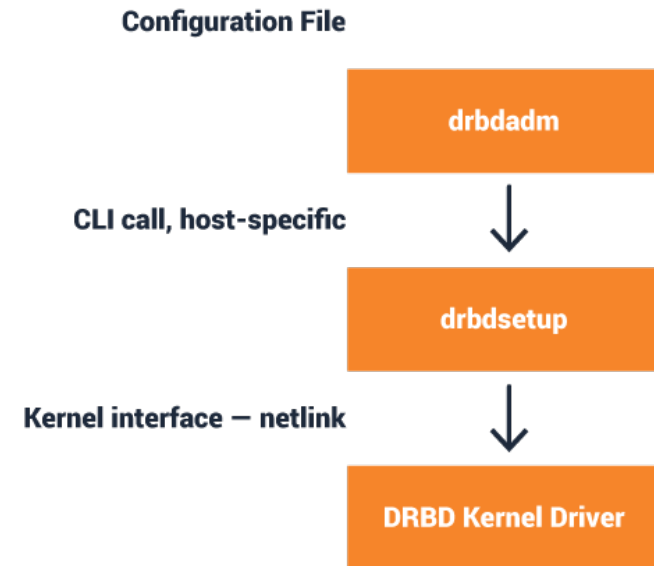 Configuration File
drbdadm
CLI call, host-specific
drbdsetup
Kernel interface — netlink
DRBD Kernel Driver